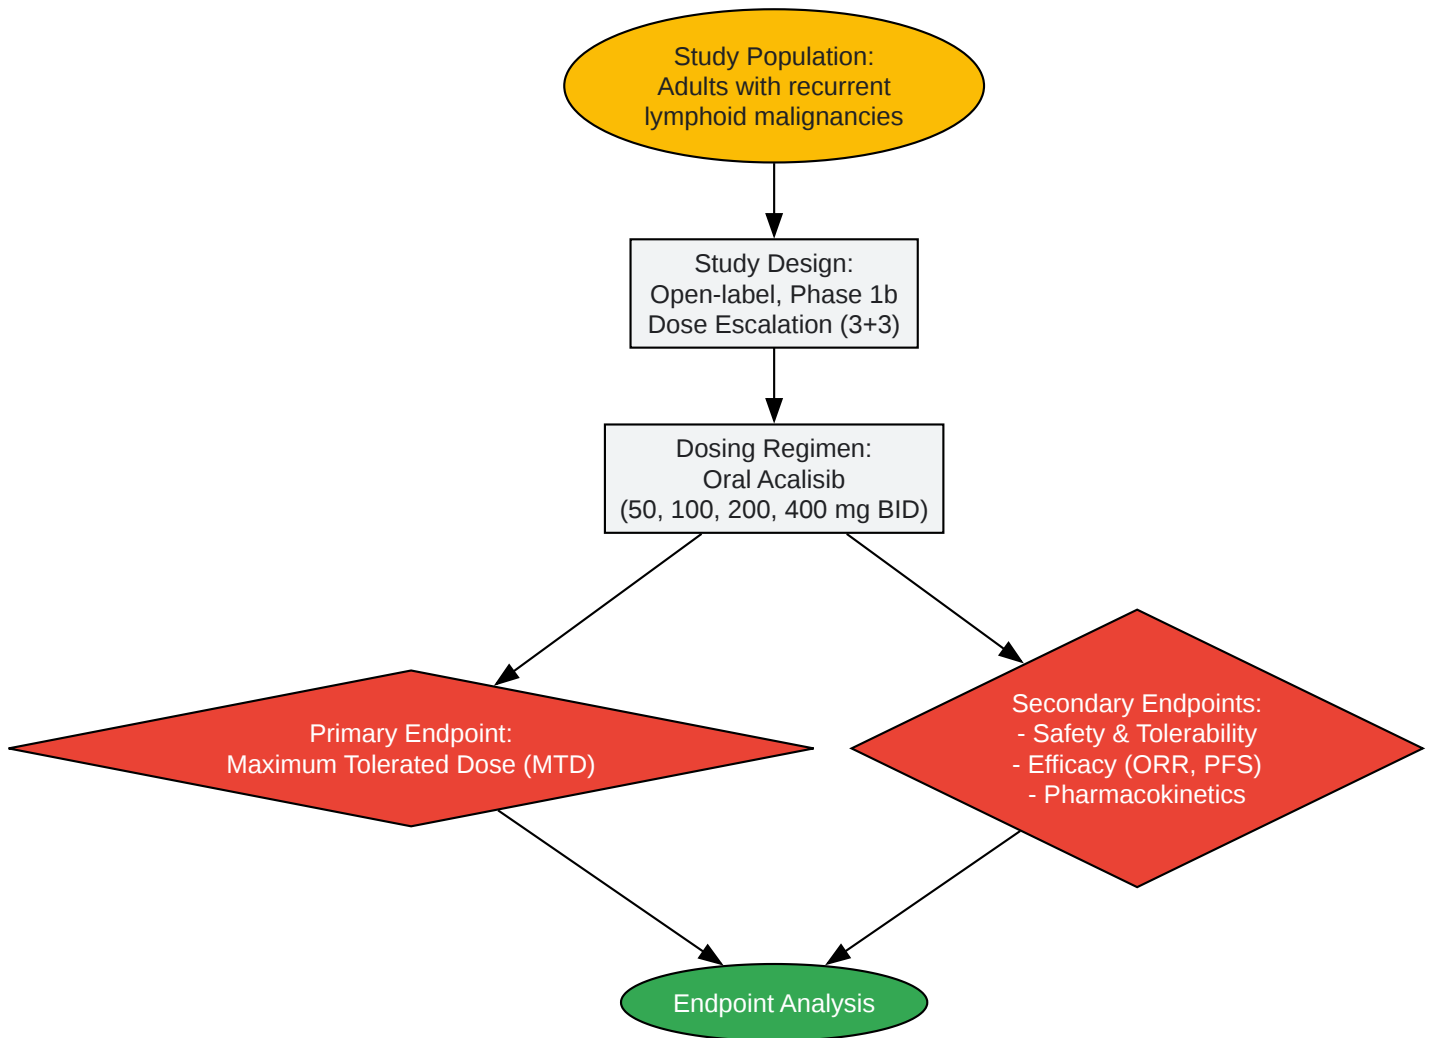 Study Population:
Adults with recurrent
lymphoid malignancies
Study Design:
Open-label, Phase 1b
Dose Escalation (3+3)
Dosing Regimen:
Oral Acalisib
(50, 100, 200, 400 mg BID)
Primary Endpoint:
Maximum Tolerated Dose (MTD)
Secondary Endpoints:
- Safety & Tolerability
- Efficacy (ORR, PFS)
- Pharmacokinetics
Endpoint Analysis